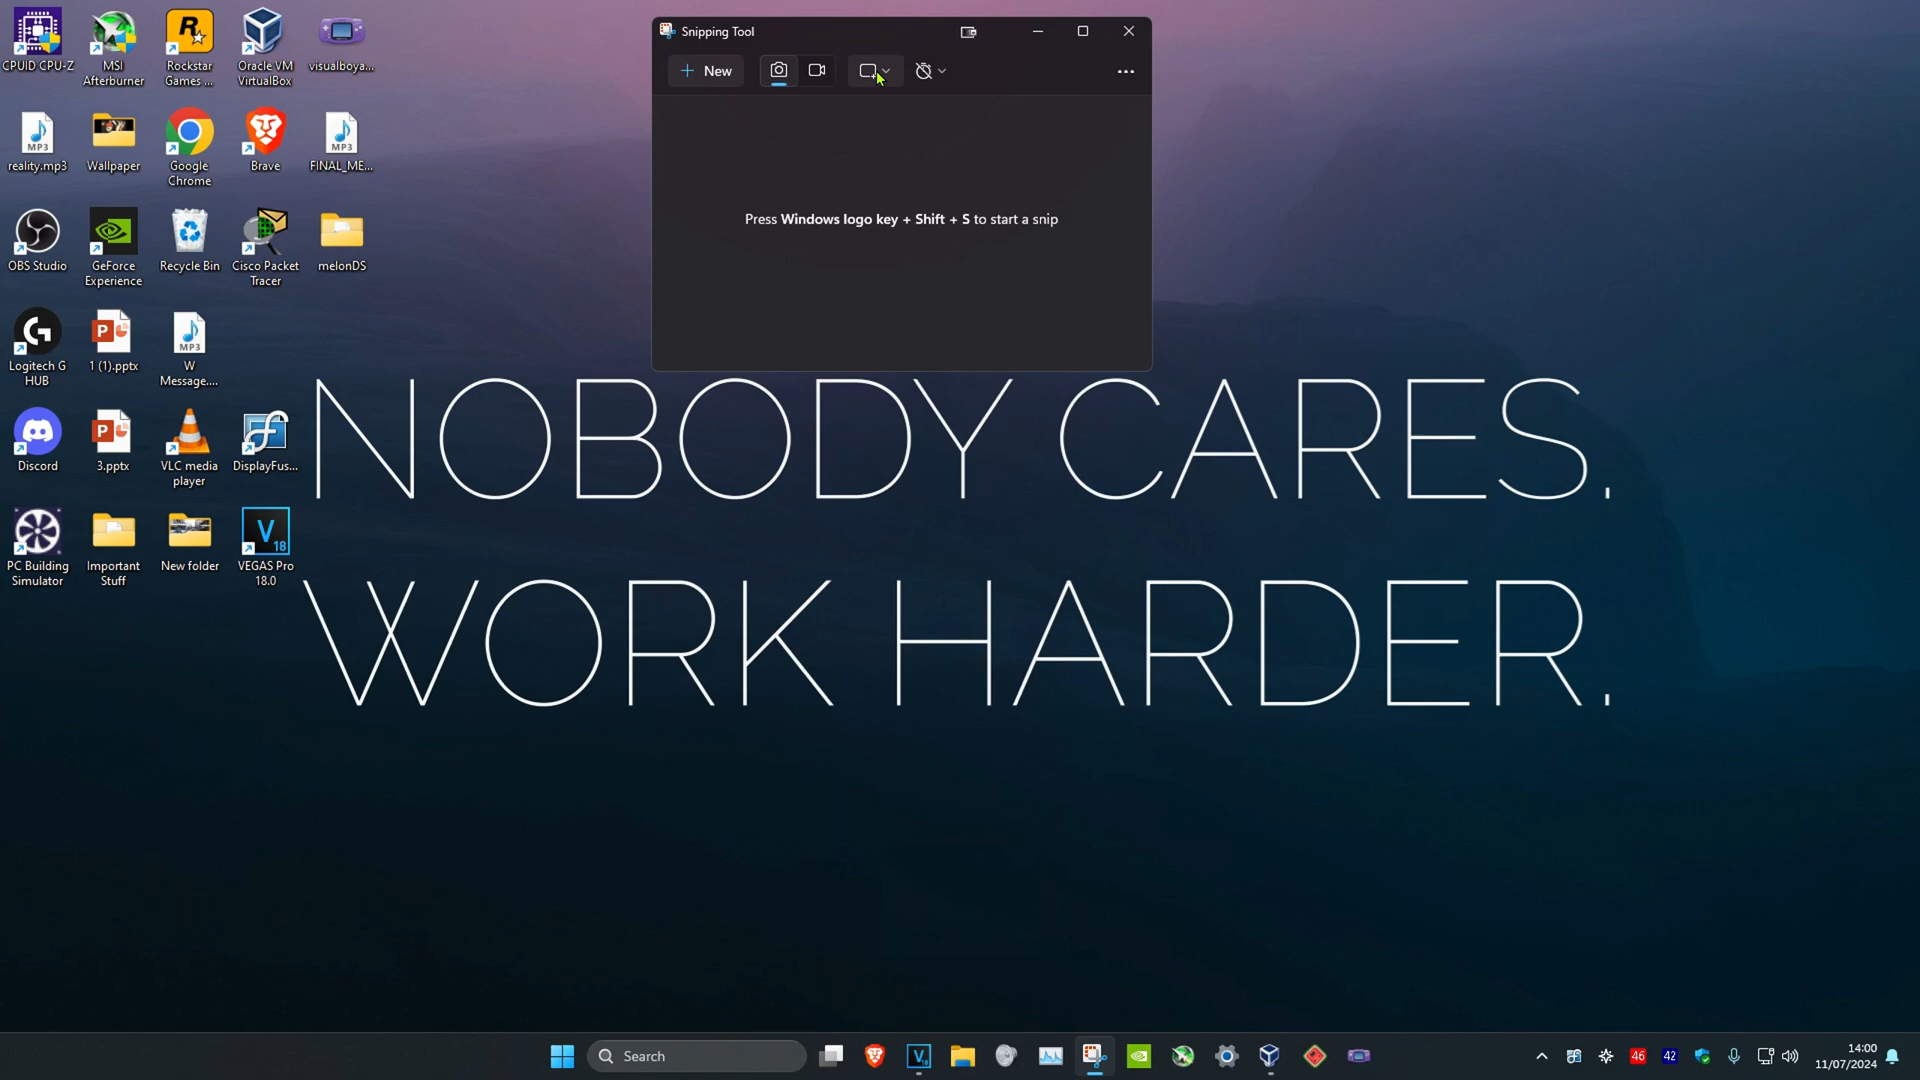 CPUID CPU-Z
MSI
Afterburner
Rockstar
Games ...
Oracle VM
VirtualBox
visualboya...
reality.mp3
Wallpaper
Google
Chrome
Brave
FINAL_ME...
OBS Studio
GeForce
Experience
Recycle Bin
Cisco Packet
Tracer
melonDS
Logitech G
HUB
1 (1).pptx
W
Message....
Discord
3.pptx
VLC media
player
DisplayFus...
PC Building
Simulator
Important
Stuff
New folder
VEGAS Pro
18.0
Snipping Tool
New
Press Windows logo key + Shift + S to start a snip
NOBODY CARES.
WORK HARDER.
Search
46
42
14:00
11/07/2024